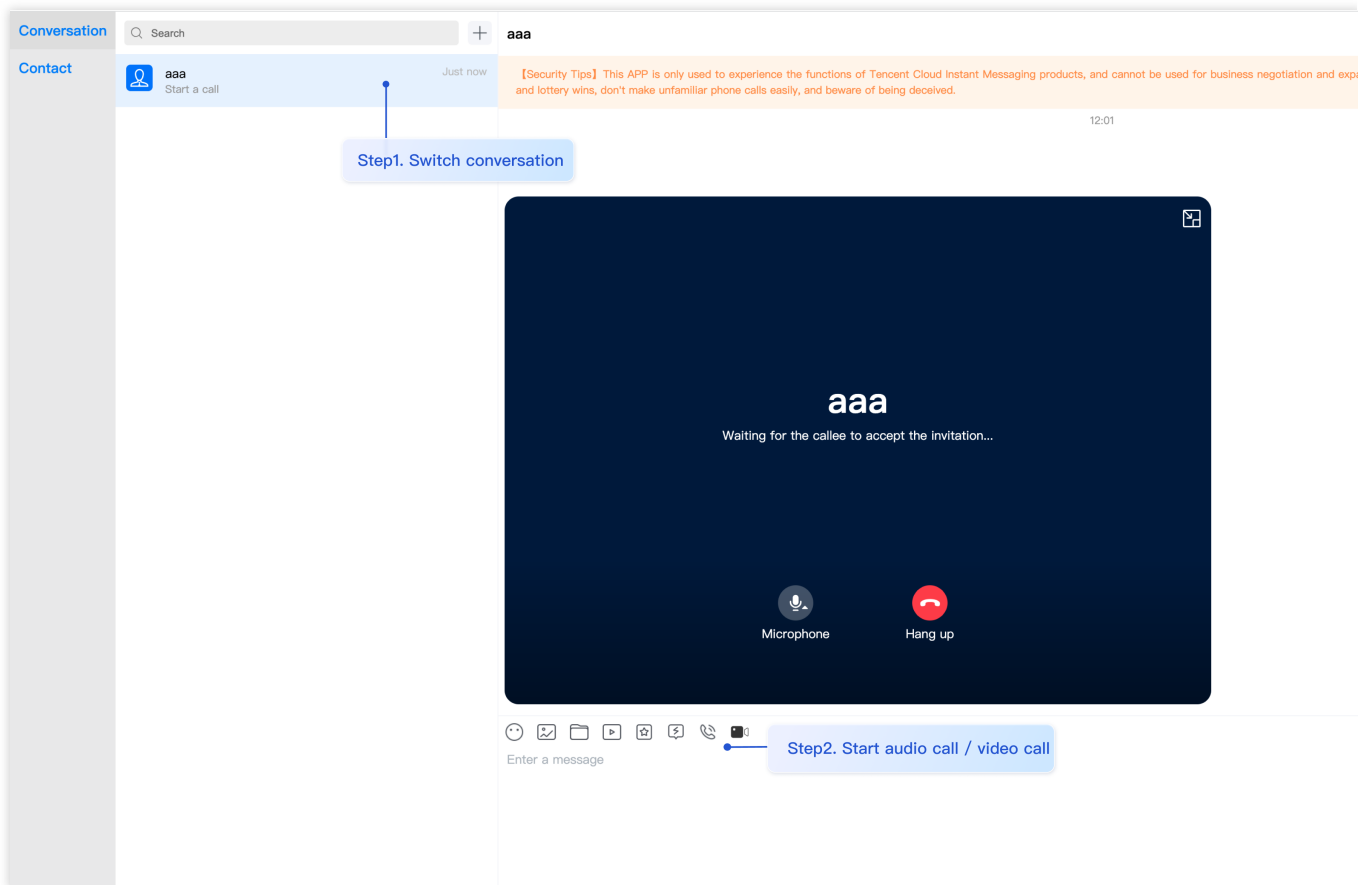 Conversation
Contact
Search
aaa
Just now
Start a call
Step1. Switch conversation
aaa
【Security Tips】This APP is only used to experience the functions of Tencent Cloud Instant Messaging products, and cannot be used for business negotiation and
and lottery wins, don't make unfamiliar phone calls easily, and beware of being deceived.
12:01
aaa
Waiting for the callee to accept the invitation...
Microphone
Hang up
Step2. Start audio call / video call
Enter a message